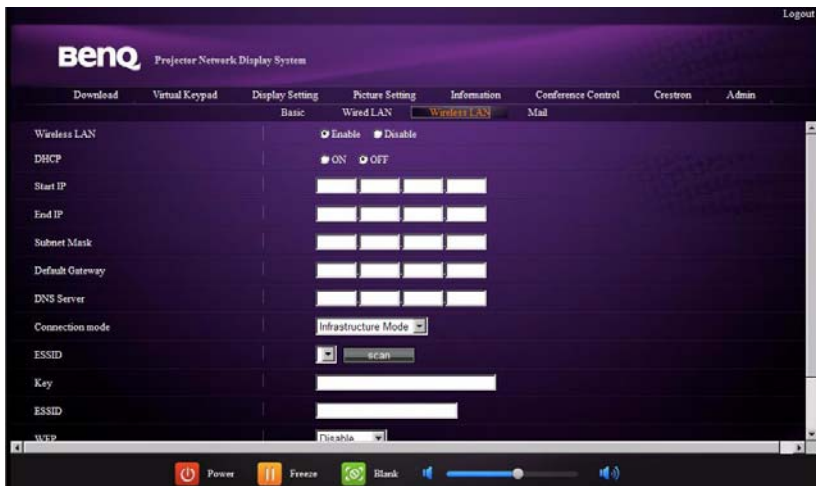 Logout
BenQ Projector Network Display System
Download Virtual Keypad Display Setting Picture Setting Information Conference Control Crestron Admin
Basic Wired LAN Wireless LAN Mail
Wireless LAN Enable Disable
DHCP ON OFF
Start IP
End IP
Subnet Mask
Default Gateway
DNS Server
Connection mode Infrastructure Mode
ESSID scan
Key
ESSID
WEP Disable
Power Freeze Blank